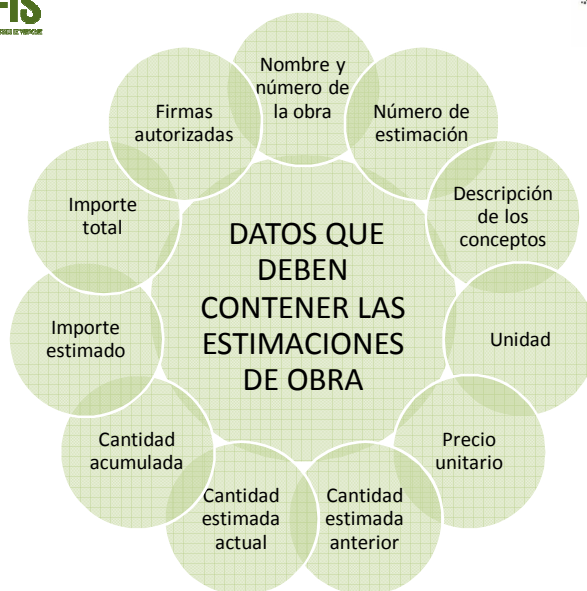 FIS
Nombre y
número de
la obra
Número de
estimación
Descripción
de los
conceptos
Unidad
Precio
unitario
Cantidad
estimada
anterior
Cantidad
estimada
actual
Cantidad
acumulada
Importe
estimado
Importe
total
Firmas
autorizadas
DATOS QUE
DEBEN
CONTENER LAS
ESTIMACIONES
DE OBRA